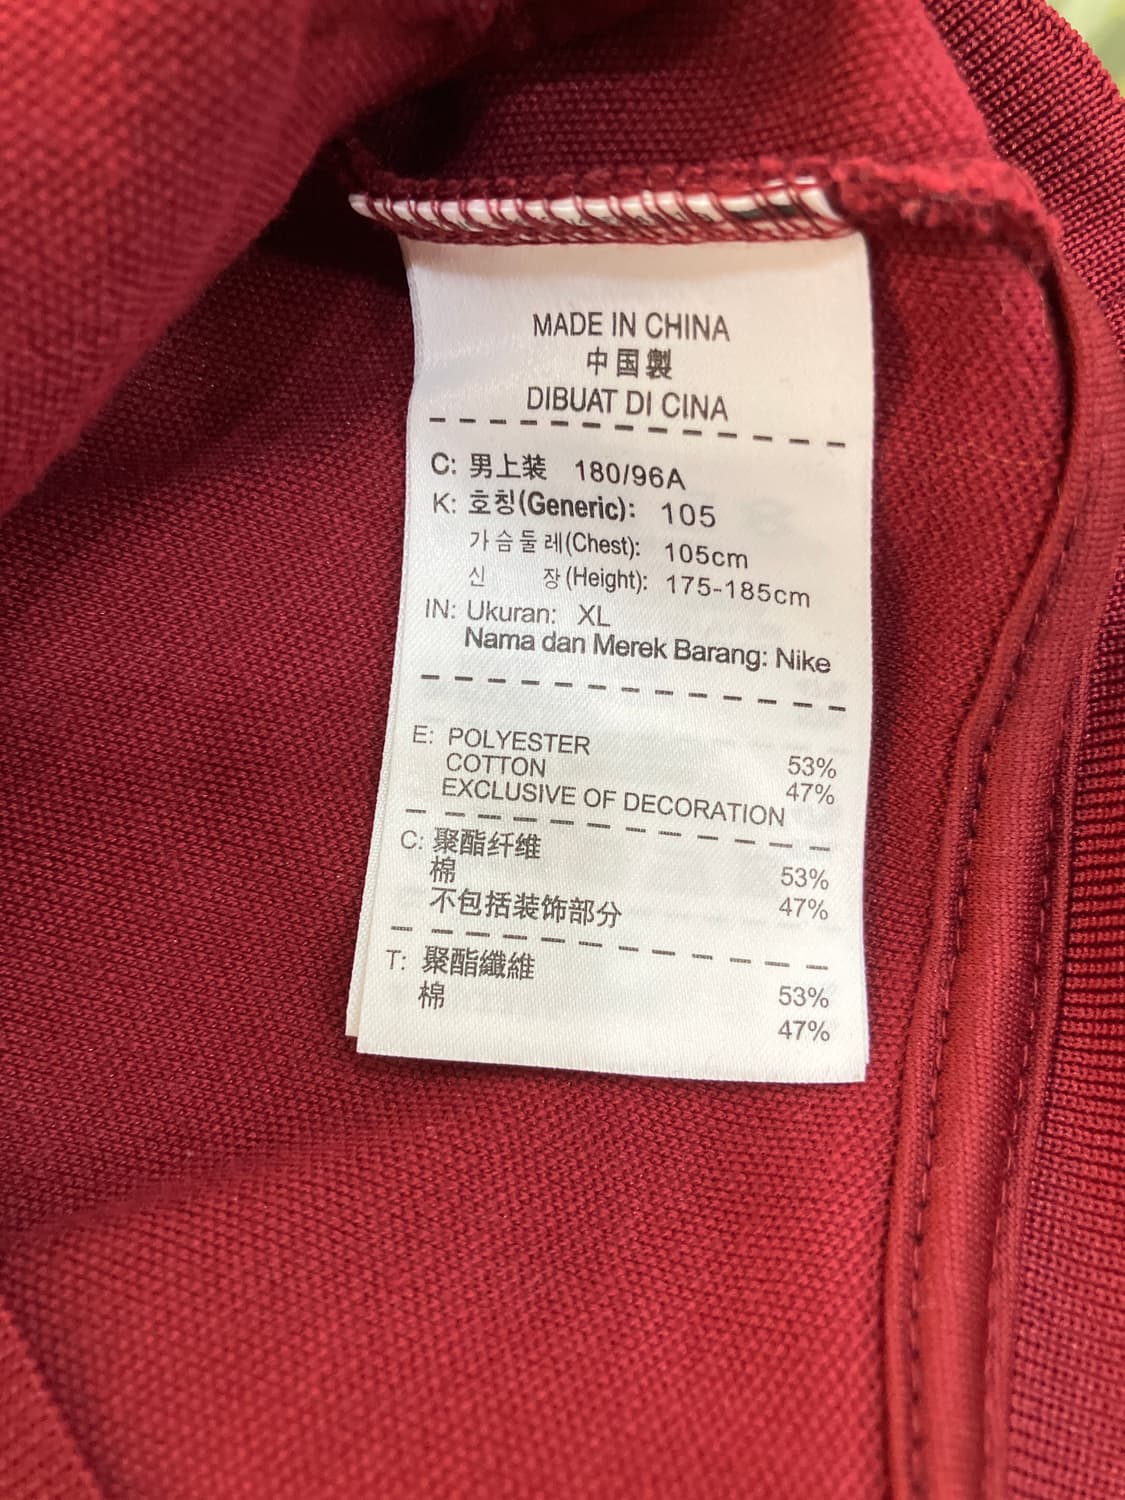 MADE IN CHINA
中国製
DIBUAT DI CINA
C: 男上装 180/96A
K: 호칭(Generic): 105
가슴둘레(Chest): 105cm
신 장(Height): 175-185cm
IN: Ukuran: XL
Nama dan Merek Barang: Nike
E: POLYESTER 53%
COTTON 47%
EXCLUSIVE OF DECORATION
C: 聚酯纤维 53%
棉 47%
不包括装饰部分
T: 聚酯纖維 53%
棉 47%